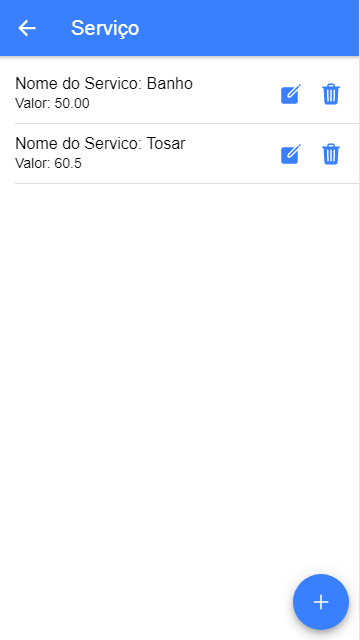 Serviço
Nome do Servico: Banho
Valor: 50.00
Nome do Servico: Tosar
Valor: 60.5